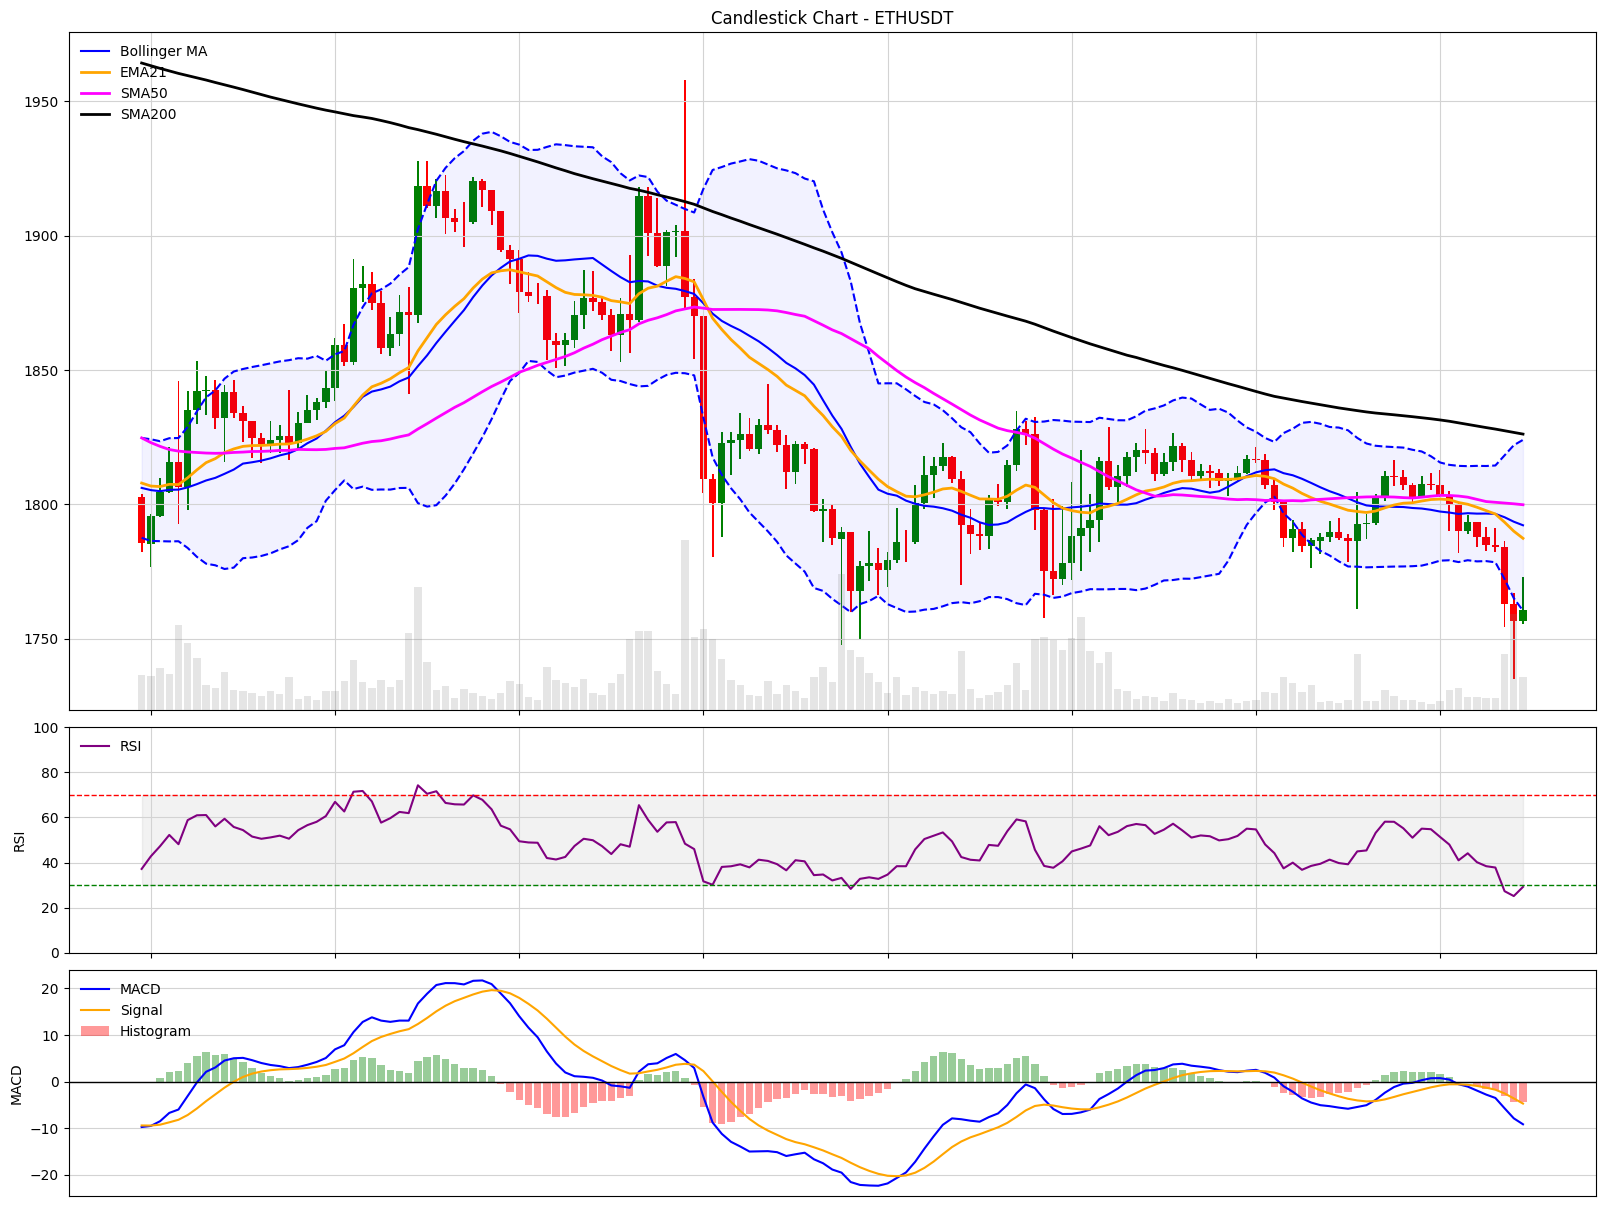 Candlestick Chart - ETHUSDT
Bollinger MA
EMA21
SMA50
SMA200
1950
1900
1850
1800
1750
RSI
100
80
60
40
20
0
RSI
MACD
Signal
Histogram
20
10
0
−10
−20
MACD